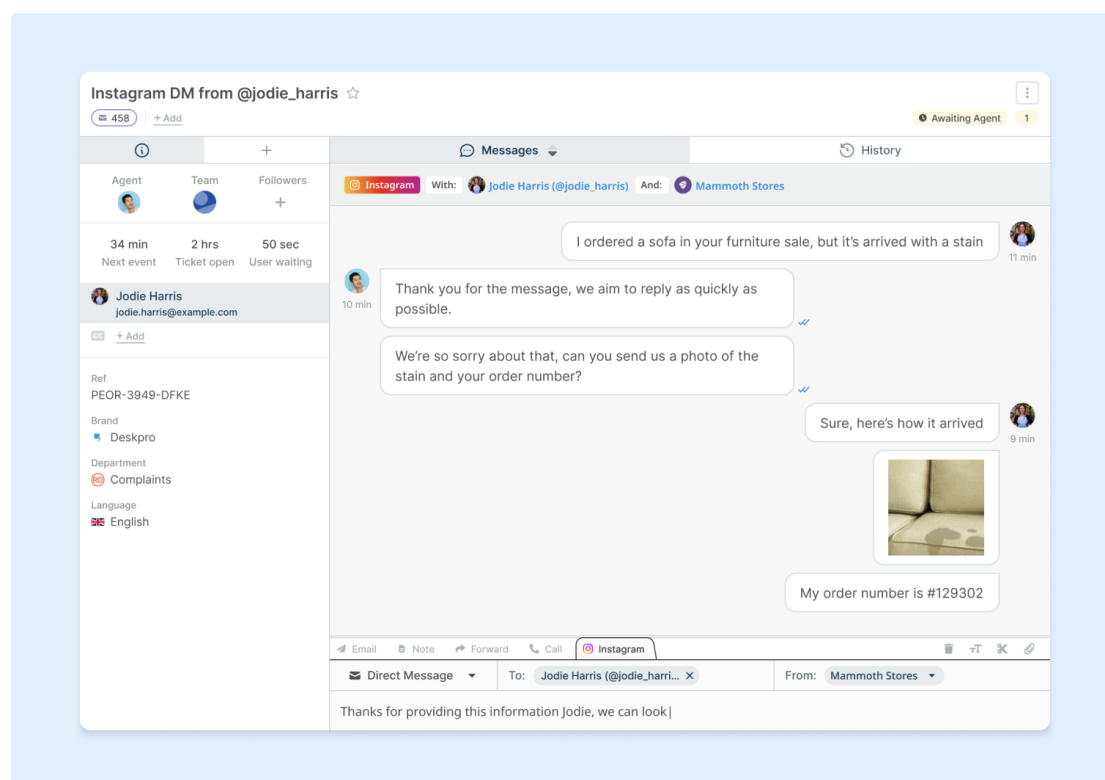 Instagram DM from @jodie_harris
458
+ Add
Awaiting Agent
1
Messages
History
Agent
Team
Followers
34 min
2 hrs
50 sec
Next event
Ticket open
User waiting
Jodie Harris
jodie.harris@example.com
CC
+ Add
Ref
PEOR-3949-DFKE
Brand
Deskpro
Department
RD Complaints
Language
English
Instagram With: Jodie Harris (@jodie_harris) And: Mammoth Stores
I ordered a sofa in your furniture sale, but it's arrived with a stain
11 min
10 min
Thank you for the message, we aim to reply as quickly as
possible.
We're so sorry about that, can you send us a photo of the
stain and your order number?
Sure, here's how it arrived
9 min
My order number is #129302
Email
Note
Forward
Call
Instagram
TT
Direct Message
To: Jodie Harris (@jodie_harri...
From: Mammoth Stores
Thanks for providing this information Jodie, we can look